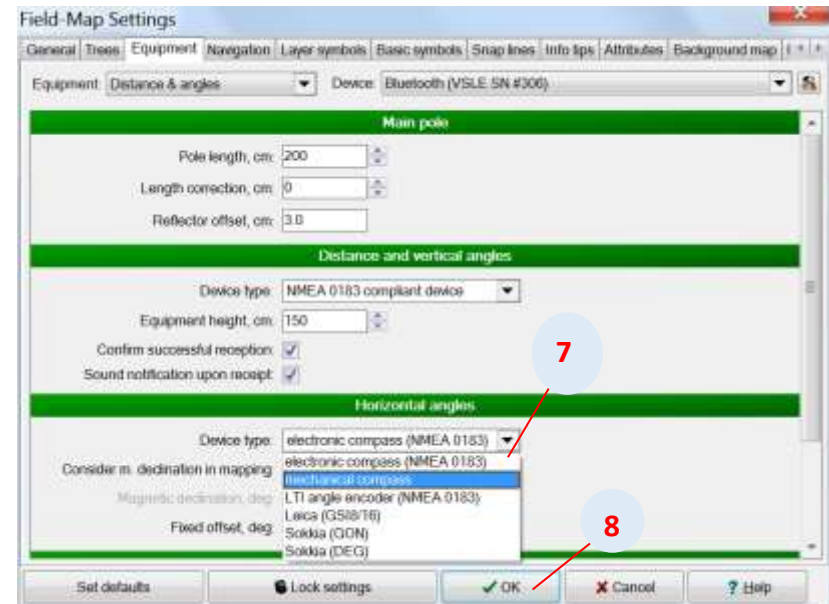 Field-Map Settings
General Trees Equipment Navigation Layer symbols Basic symbols Snap lines Info tips Attributes Background map
Equipment: Distance & angles Device: Bluetooth (VSLE SN #306)
Main pole
Pole length, cm: 200
Length correction, cm: 0
Reflector offset, cm: 3.0
Distance and vertical angles
Device type: NMEA 0183 compliant device
Equipment height, cm: 150
Confirm successful reception:
7
Sound notification upon receipt:
Horizontal angles
Device type: electronic compass (NMEA 0183)
Consider m. declination in mapping: electronic compass (NMEA 0183)
mechanical compass
Magnetic declination, deg: LTI angle encoder (NMEA 0183)
Leica (GSI8/16)
Fixed offset, deg: Sokkia (GON)
8
Sokkia (DEG)
Set defaults Lock settings OK Cancel ? Help